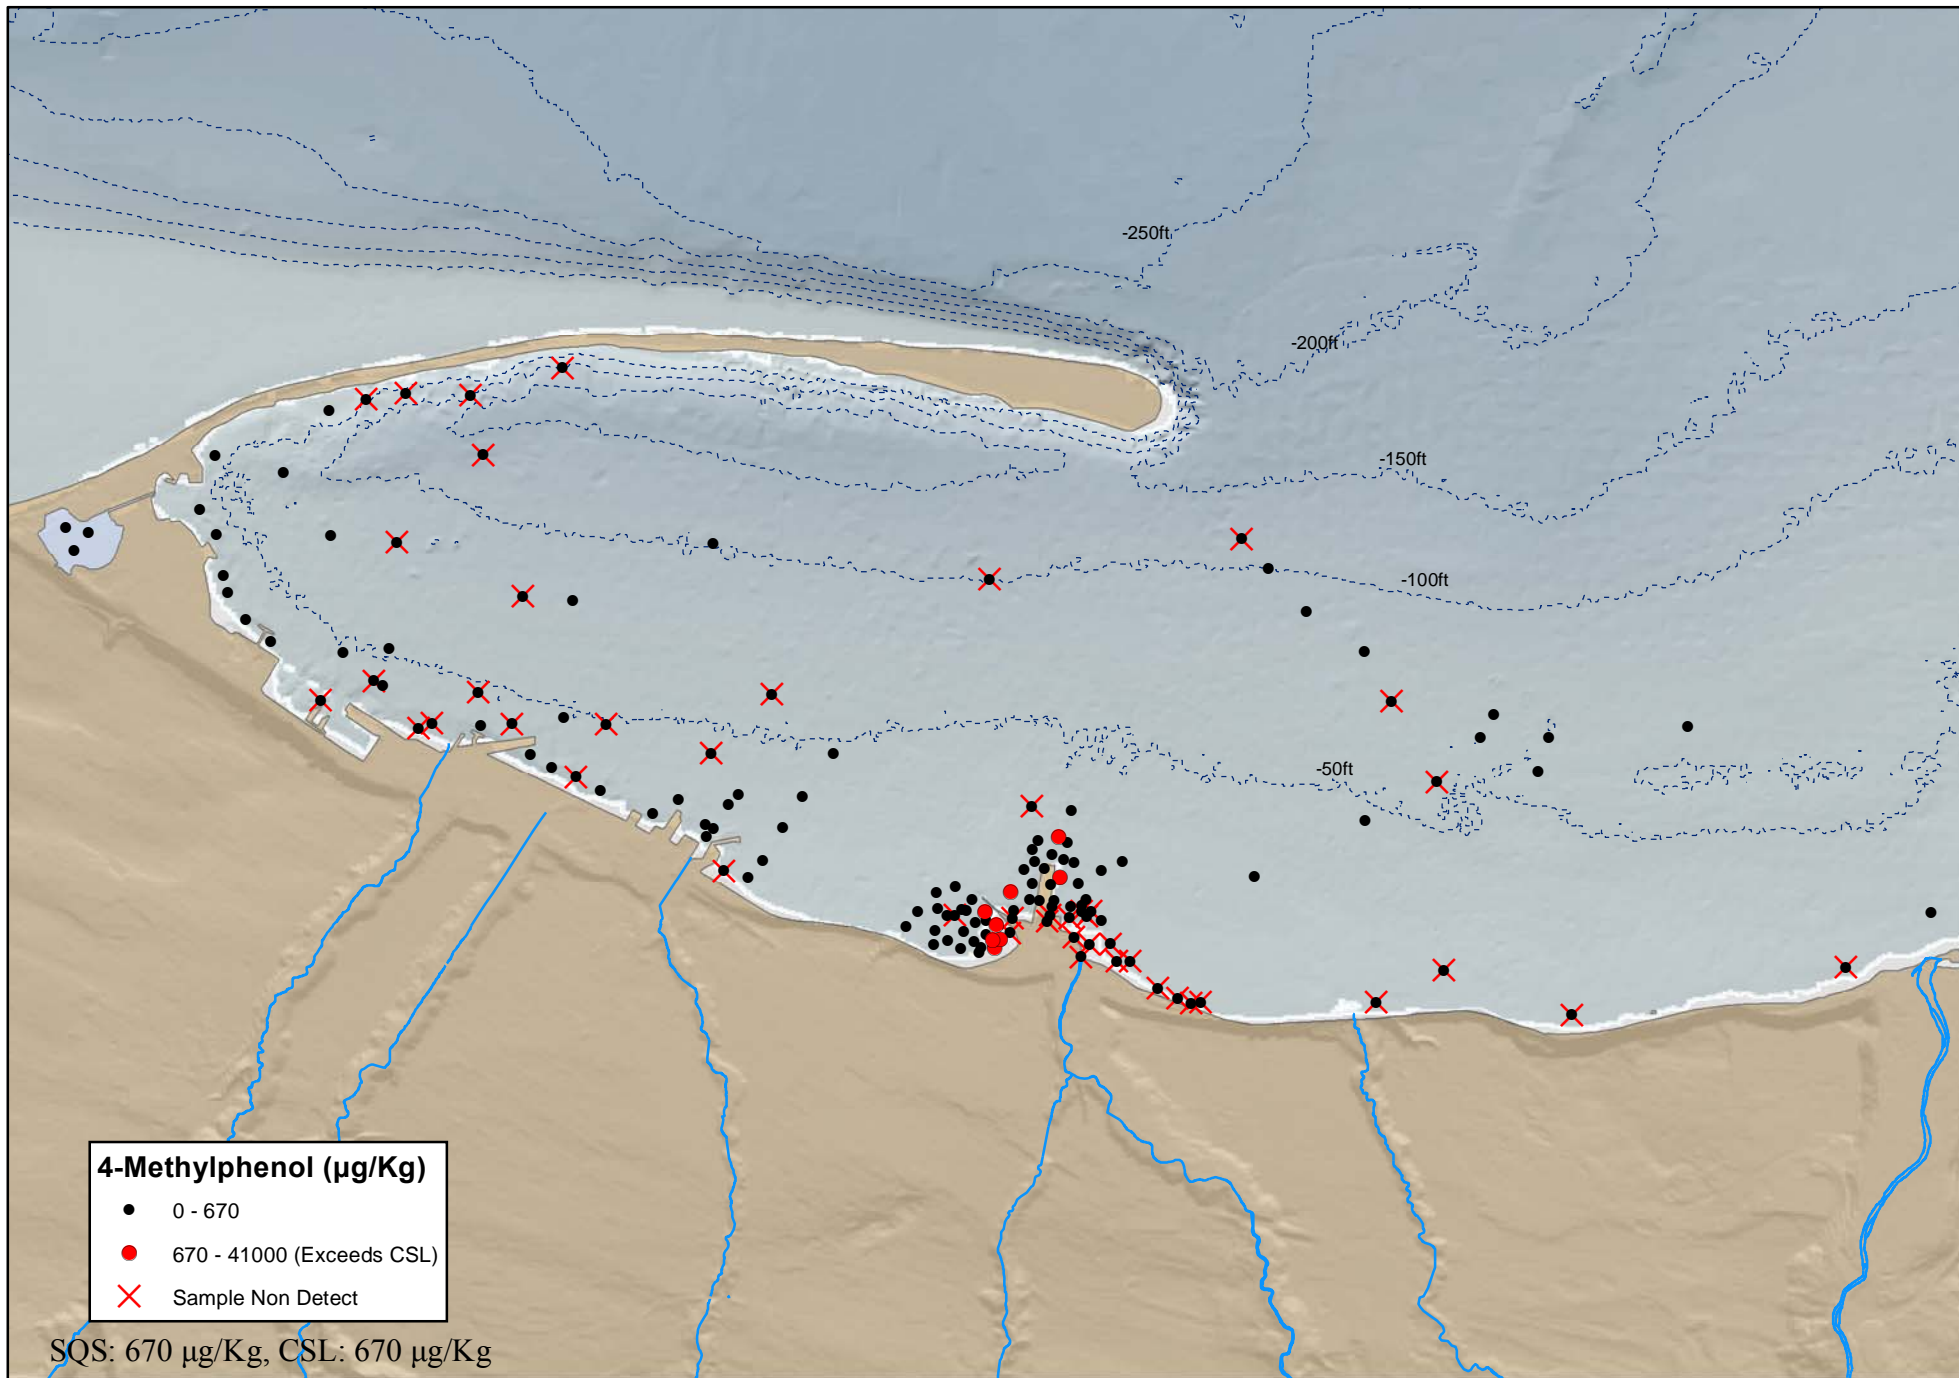 -250ft
-200ft
-150ft
-100ft
-50ft
4-Methylphenol (µg/Kg)
0 - 670
670 - 41000 (Exceeds CSL)
Sample Non Detect
SQS: 670 µg/Kg, CSL: 670 µg/Kg